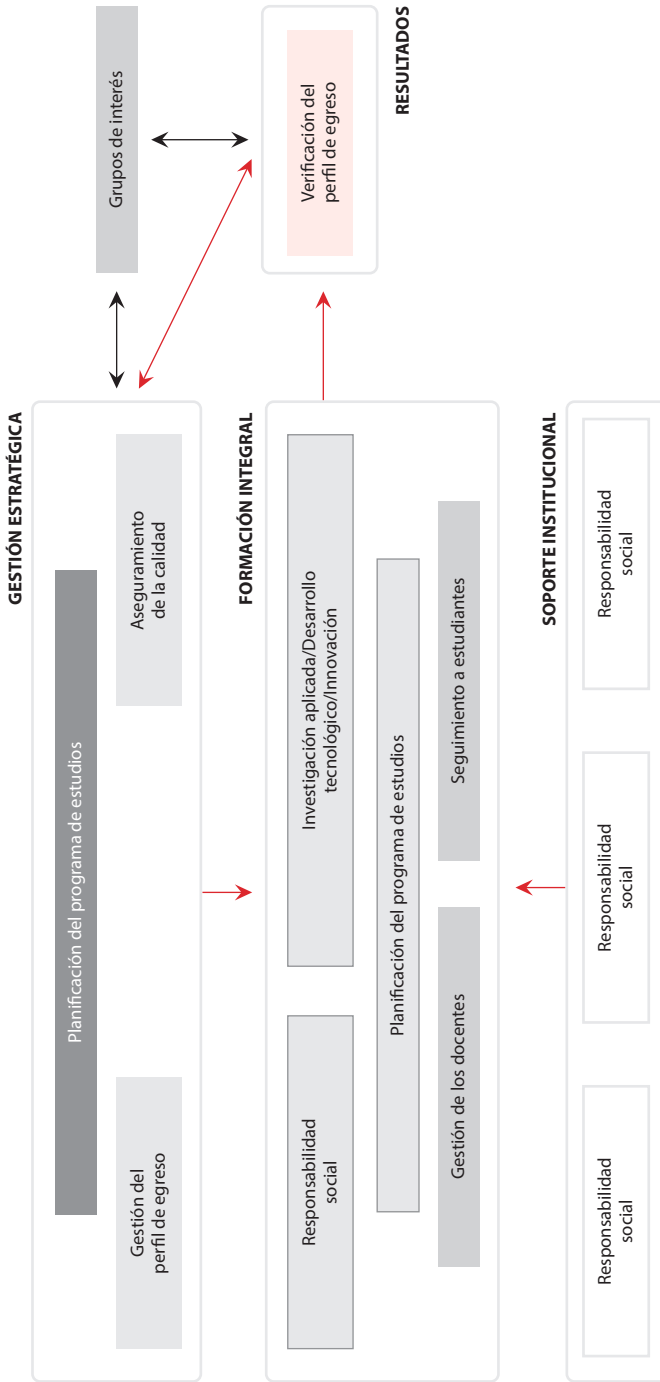 GESTIÓN ESTRATÉGICA
Planificación del programa de estudios
Gestión del
perfil de egreso
Aseguramiento
de la calidad
Grupos de interés
FORMACIÓN INTEGRAL
Responsabilidad
social
Investigación aplicada/Desarrollo
tecnológico/Innovación
Planificación del programa de estudios
Gestión de los docentes
Seguimiento a estudiantes
Verificación del
perfil de egreso
RESULTADOS
SOPORTE INSTITUCIONAL
Responsabilidad
social
Responsabilidad
social
Responsabilidad
social